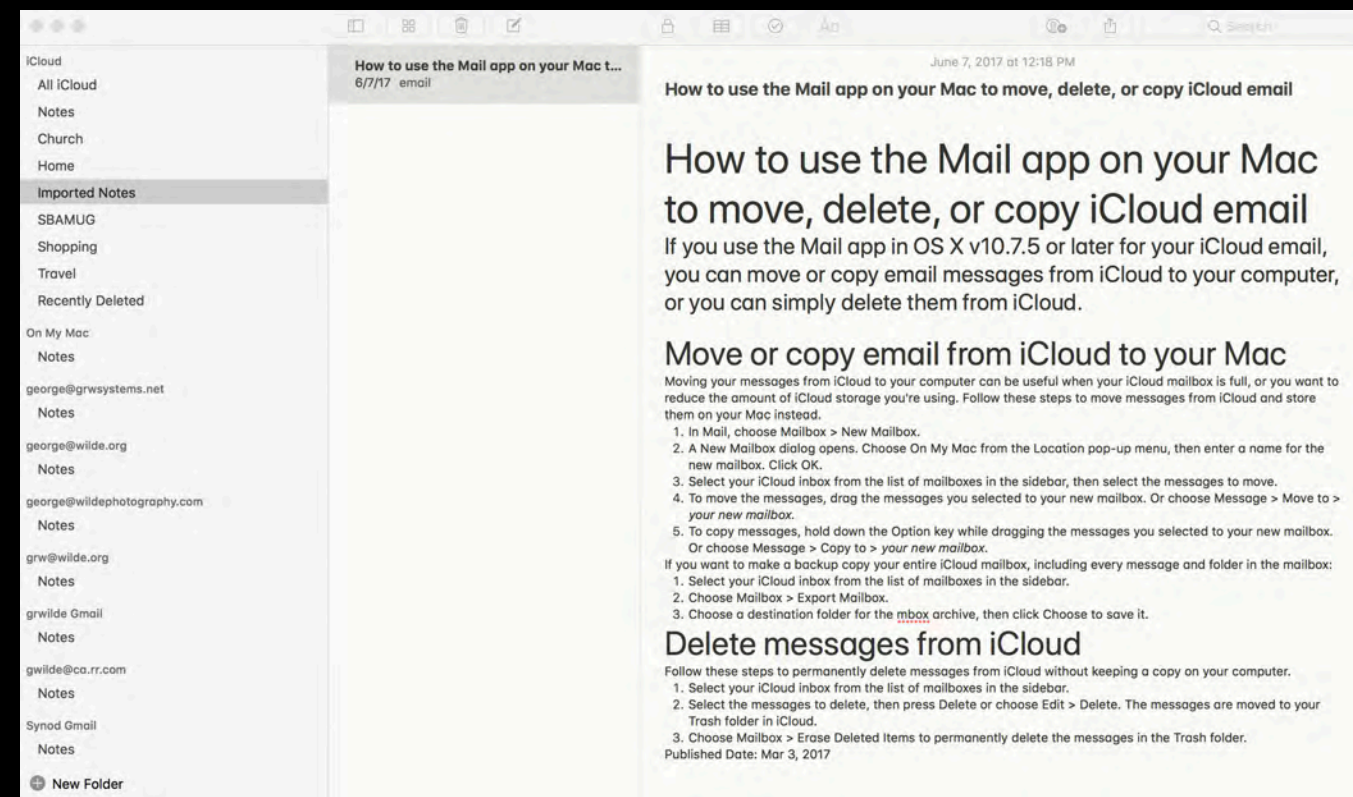 Aa
Search
iCloud
All iCloud
Notes
Church
Home
Imported Notes
SBAMUG
Shopping
Travel
Recently Deleted
On My Mac
Notes
george@grwsystems.net
Notes
george@wilde.org
Notes
george@wildephotography.com
Notes
grw@wilde.org
Notes
grwilde Gmail
Notes
gwilde@ca.rr.com
Notes
Synod Gmail
Notes
New Folder
How to use the Mail app on your Mac t...
6/7/17 email
June 7, 2017 at 12:18 PM
How to use the Mail app on your Mac to move, delete, or copy iCloud email
How to use the Mail app on your Mac
to move, delete, or copy iCloud email
If you use the Mail app in OS X v10.7.5 or later for your iCloud email,
you can move or copy email messages from iCloud to your computer,
or you can simply delete them from iCloud.
Move or copy email from iCloud to your Mac
Moving your messages from iCloud to your computer can be useful when your iCloud mailbox is full, or you want to
reduce the amount of iCloud storage you're using. Follow these steps to move messages from iCloud and store
them on your Mac instead.
1. In Mail, choose Mailbox > New Mailbox.
2. A New Mailbox dialog opens. Choose On My Mac from the Location pop-up menu, then enter a name for the
new mailbox. Click OK.
3. Select your iCloud inbox from the list of mailboxes in the sidebar, then select the messages to move.
4. To move the messages, drag the messages you selected to your new mailbox. Or choose Message > Move to >
your new mailbox.
5. To copy messages, hold down the Option key while dragging the messages you selected to your new mailbox.
Or choose Message > Copy to > your new mailbox.
If you want to make a backup copy your entire iCloud mailbox, including every message and folder in the mailbox:
1. Select your iCloud inbox from the list of mailboxes in the sidebar.
2. Choose Mailbox > Export Mailbox.
3. Choose a destination folder for the mbox archive, then click Choose to save it.
Delete messages from iCloud
Follow these steps to permanently delete messages from iCloud without keeping a copy on your computer.
1. Select your iCloud inbox from the list of mailboxes in the sidebar.
2. Select the messages to delete, then press Delete or choose Edit > Delete. The messages are moved to your
Trash folder in iCloud.
3. Choose Mailbox > Erase Deleted Items to permanently delete the messages in the Trash folder.
Published Date: Mar 3, 2017